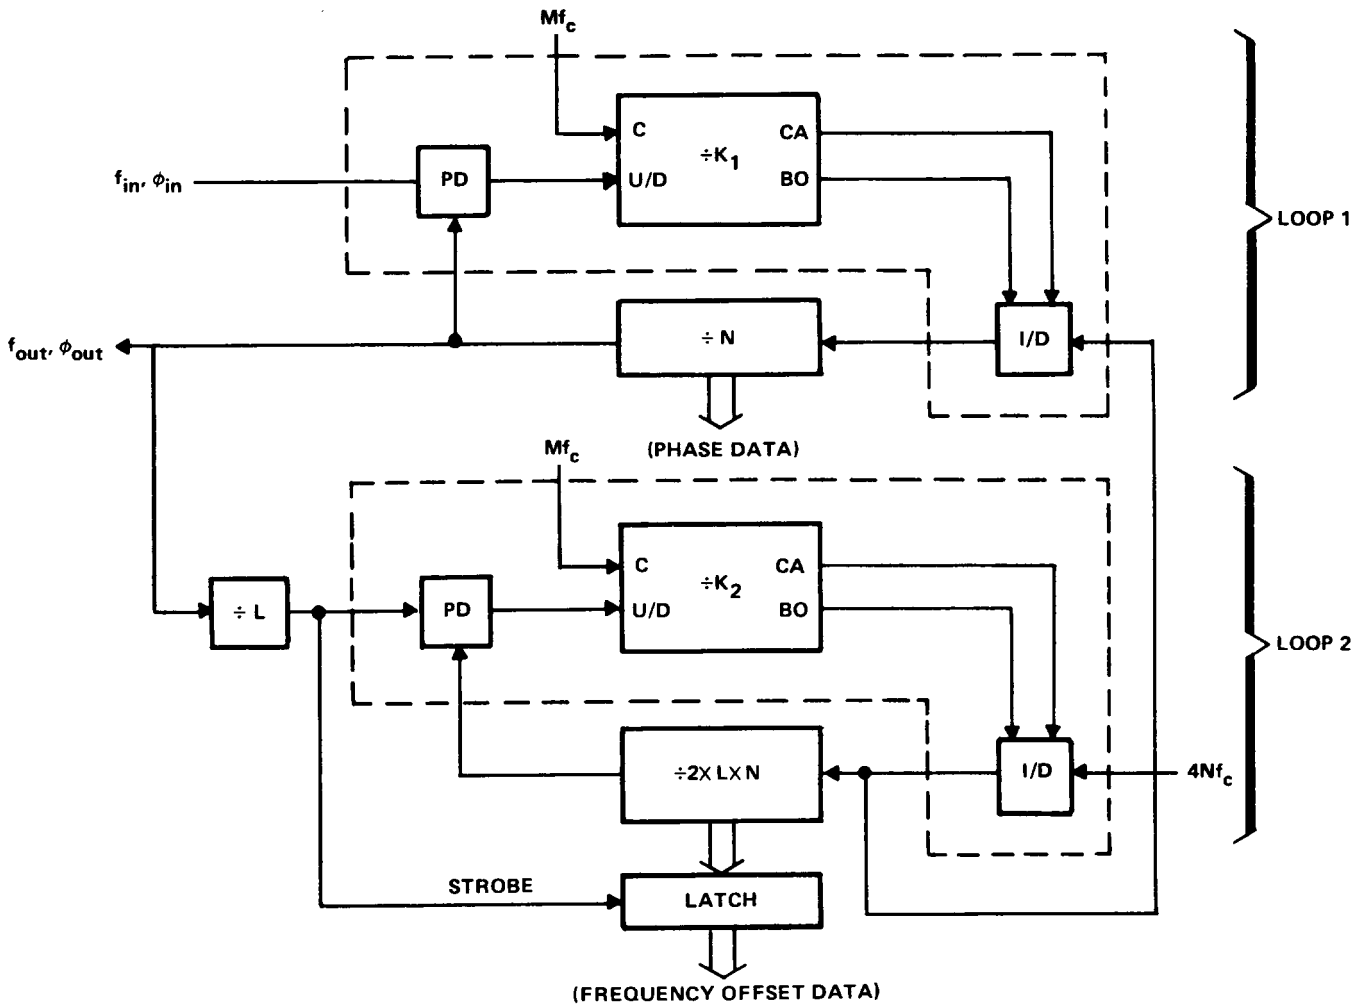 Mfc
C
CA
÷K1
PD
U/D
BO
fin, ϕin
LOOP 1
÷ N
I/D
fout, ϕout
(PHASE DATA)
Mfc
C
CA
÷K2
÷ L
PD
U/D
BO
LOOP 2
÷2X L X N
I/D
4Nfc
STROBE
LATCH
(FREQUENCY OFFSET DATA)